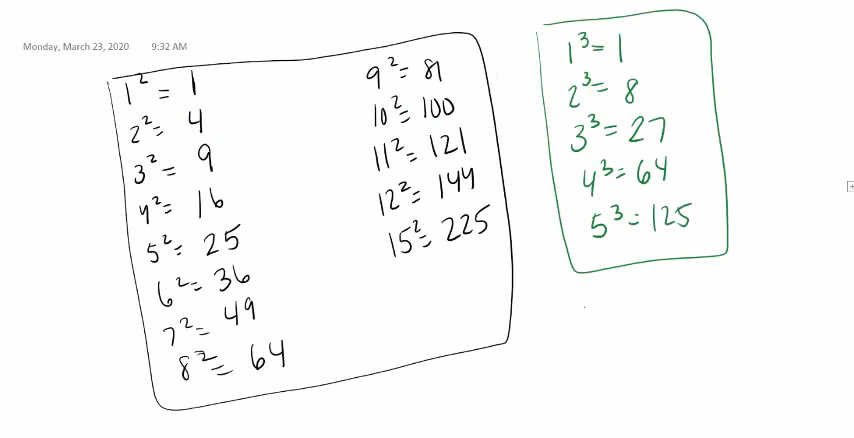 Monday, March 23, 2020 9:32 AM
1² = 1
2² = 4
3² = 9
4² = 16
5² = 25
6² = 36
7² = 49
8² = 64
9² = 81
10² = 100
11² = 121
12² = 144
15² = 225
1³ = 1
2³ = 8
3³ = 27
4³ = 64
5³ = 125